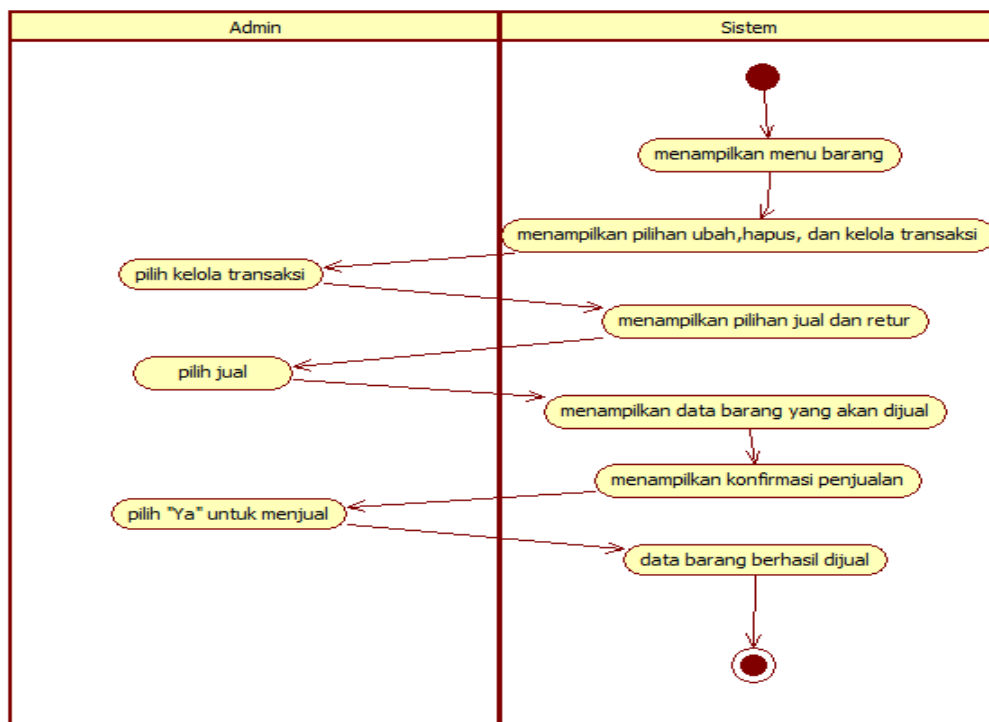 Admin
Sistem
menampilkan menu barang
menampilkan pilihan ubah,hapus, dan kelola transaksi
pilih kelola transaksi
menampilkan pilihan jual dan retur
pilih jual
menampilkan data barang yang akan dijual
menampilkan konfirmasi penjualan
pilih "Ya" untuk menjual
data barang berhasil dijual